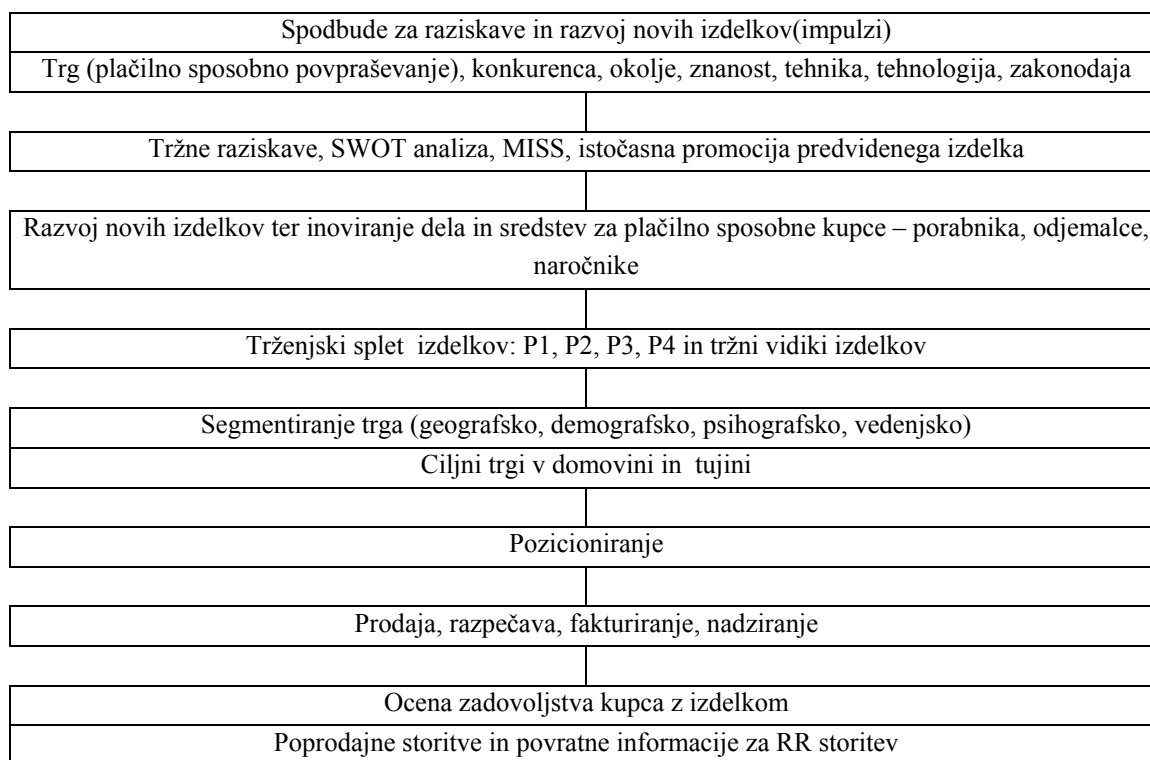 Spodbude za raziskave in razvoj novih izdelkov(impulzi)
Trg (plačilno sposobno povpraševanje), konkurenca, okolje, znanost, tehnika, tehnologija, zakonodaja
Tržne raziskave, SWOT analiza, MISS, istočasna promocija predvidenega izdelka
Razvoj novih izdelkov ter inoviranje dela in sredstev za plačilno sposobne kupce – porabnika, odjemalce,
naročnike
Trženjski splet izdelkov: P1, P2, P3, P4 in tržni vidiki izdelkov
Segmentiranje trga (geografsko, demografsko, psihografsko, vedenjsko)
Ciljni trgi v domovini in tujini
Pozicioniranje
Prodaja, razpečava, fakturiranje, nadziranje
Ocena zadovoljstva kupca z izdelkom
Poprodajne storitve in povratne informacije za RR storitev